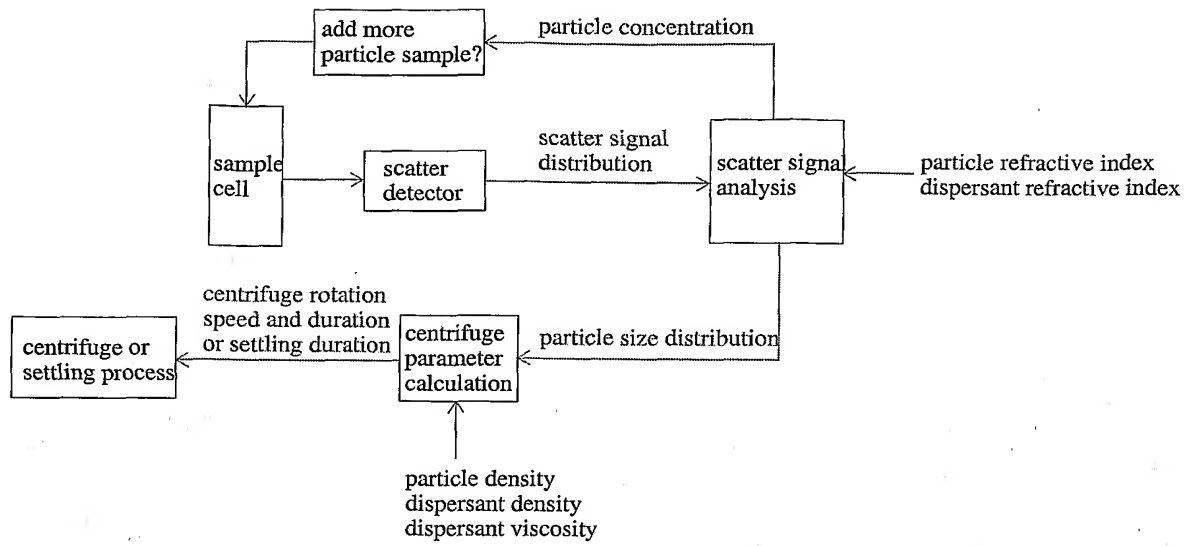 add more
particle sample?
particle concentration
sample
cell
scatter
detector
scatter signal
distribution
scatter signal
analysis
particle refractive index
dispersant refractive index
centrifuge or
settling process
centrifuge rotation
speed and duration
or settling duration
centrifuge
parameter
calculation
particle size distribution
particle density
dispersant density
dispersant viscosity